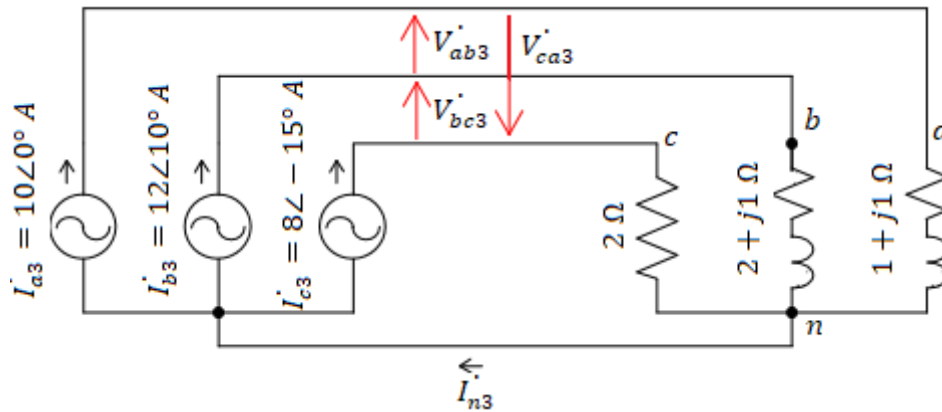 V̇ab3
V̇ca3
V̇bc3
İa3 = 10∠0° A
İb3 = 12∠10° A
İc3 = 8∠ − 15° A
c
b
2 Ω
2 + j1 Ω
1 + j1 Ω
n
İn3